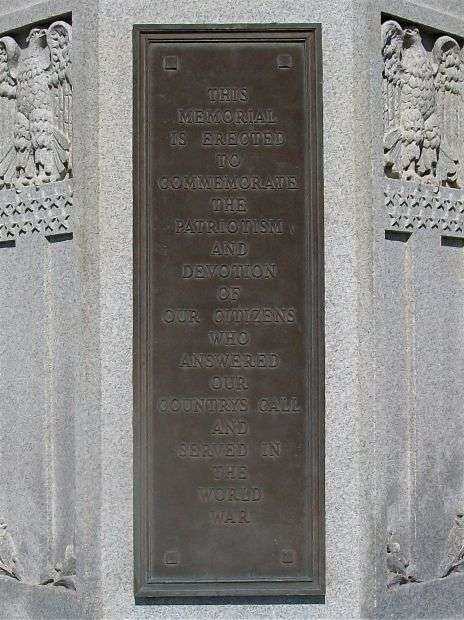 THIS
MEMORIAL
IS ERECTED
TO
COMMEMORATE
THE
PATRIOTISM
AND
DEVOTION
OF
OUR CITIZENS
WHO
ANSWERED
OUR
COUNTRYS CALL
AND
SERVED IN
THE
WORLD
WAR